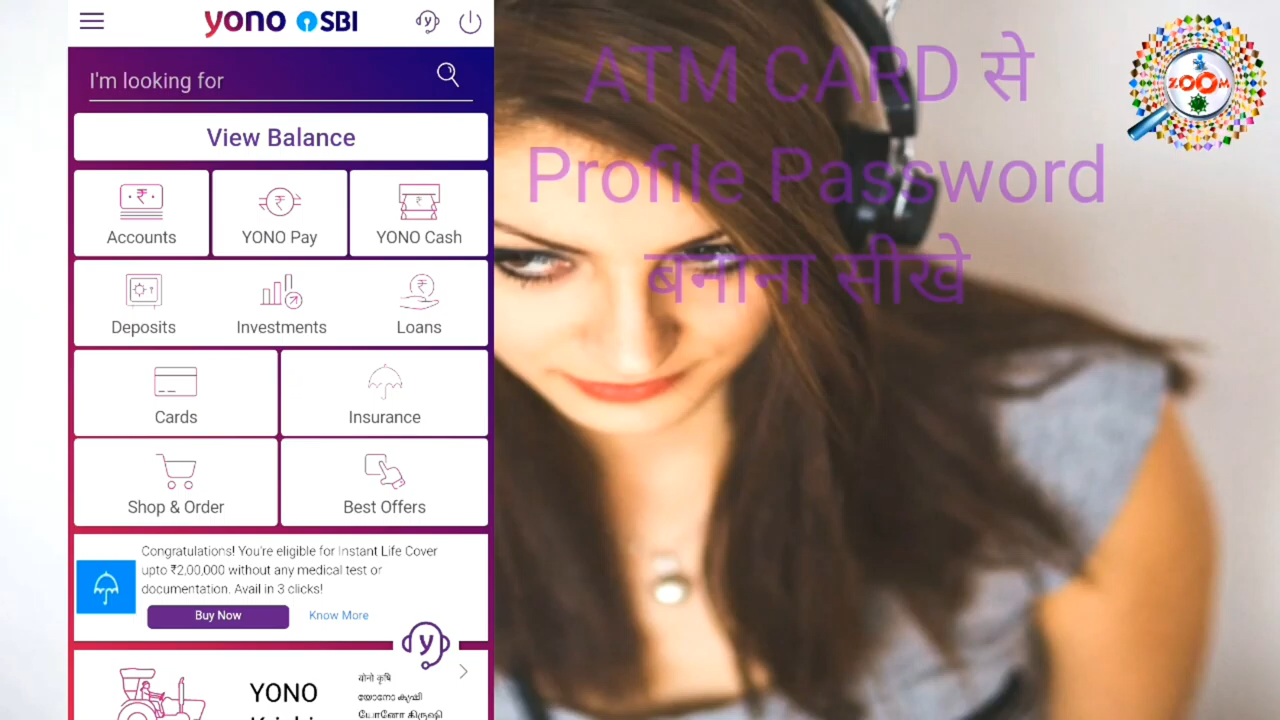 yono SBI
I'm looking for
View Balance
Accounts
YONO Pay
YONO Cash
Deposits
Investments
Loans
Cards
Insurance
Shop & Order
Best Offers
Congratulations! You're eligible for Instant Life Cover
upto ₹2,00,000 without any medical test or
documentation. Avail in 3 clicks!
Buy Now
Know More
YONO
योनो कृषि
യോനോ കൃഷി
ATM CARD से
Profile Password
बनाना सीखे
ZOOM